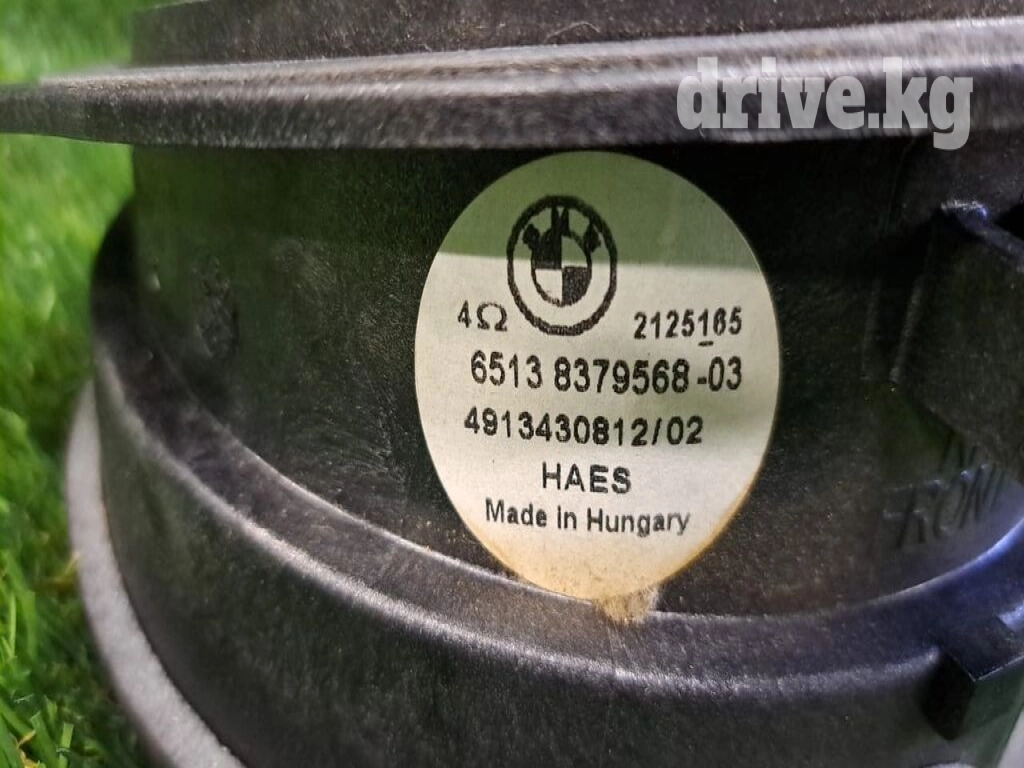 drive.kg
4Ω 2125165
6513 8379568-03
4913430812/02
HAES
Made in Hungary